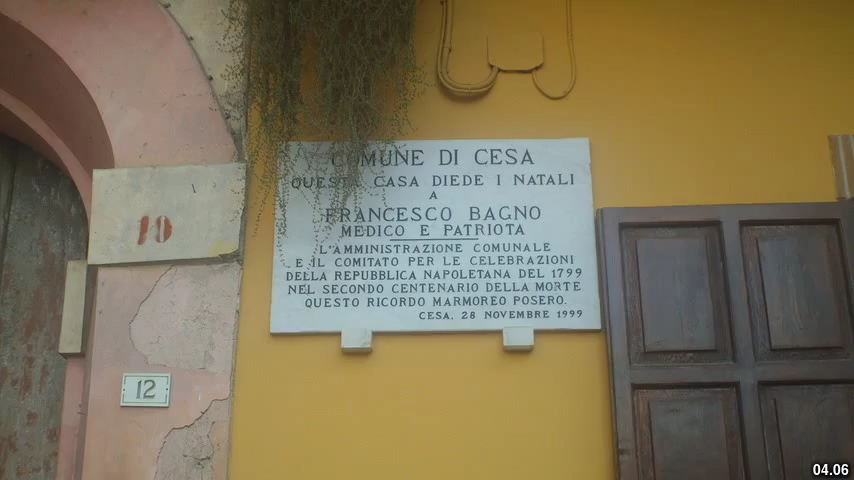 COMUNE DI CESA
QUESTA CASA DIEDE I NATALI
A
FRANCESCO BAGNO
MEDICO E PATRIOTA
L'AMMINISTRAZIONE COMUNALE
E IL COMITATO PER LE CELEBRAZIONI
DELLA REPUBBLICA NAPOLETANA DEL 1799
NEL SECONDO CENTENARIO DELLA MORTE
QUESTO RICORDO MARMOREO POSERO.
CESA, 28 NOVEMBRE 1999
10
12
04.06